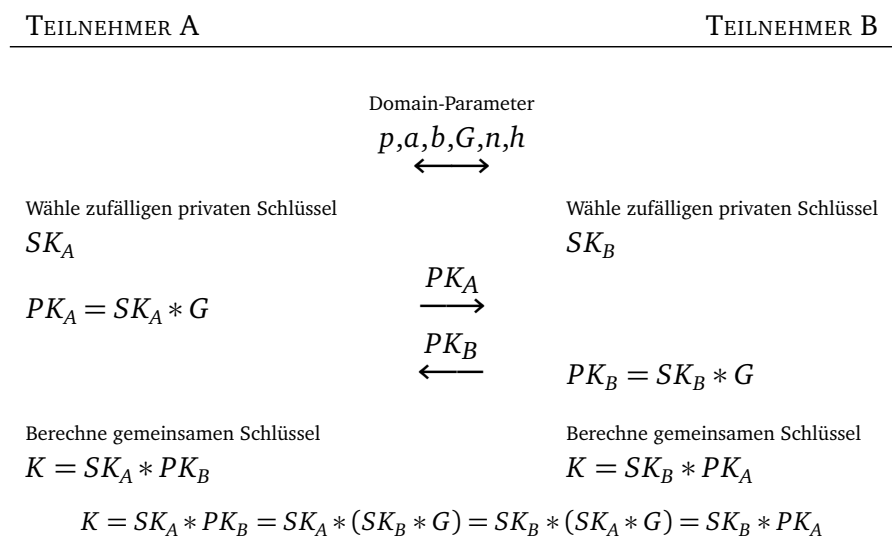 TEILNEHMER A TEILNEHMER B
Domain-Parameter
p,a,b,G,n,h
Wähle zufälligen privaten Schlüssel Wähle zufälligen privaten Schlüssel
SK_A SK_B
PK_A
PK_A = SK_A * G
PK_B
PK_B = SK_B * G
Berechne gemeinsamen Schlüssel Berechne gemeinsamen Schlüssel
K = SK_A * PK_B K = SK_B * PK_A
K = SK_A * PK_B = SK_A * (SK_B * G) = SK_B * (SK_A * G) = SK_B * PK_A